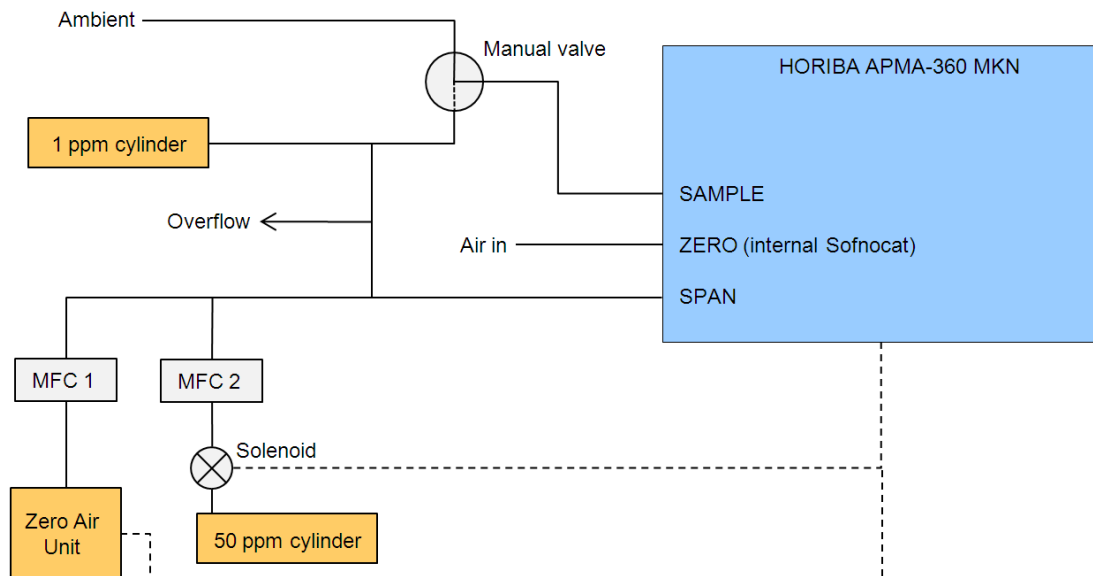 Ambient
Manual valve
HORIBA APMA-360 MKN
1 ppm cylinder
SAMPLE
Overflow
Air in
ZERO (internal Sofnocat)
SPAN
MFC 1
MFC 2
Solenoid
Zero Air
Unit
50 ppm cylinder